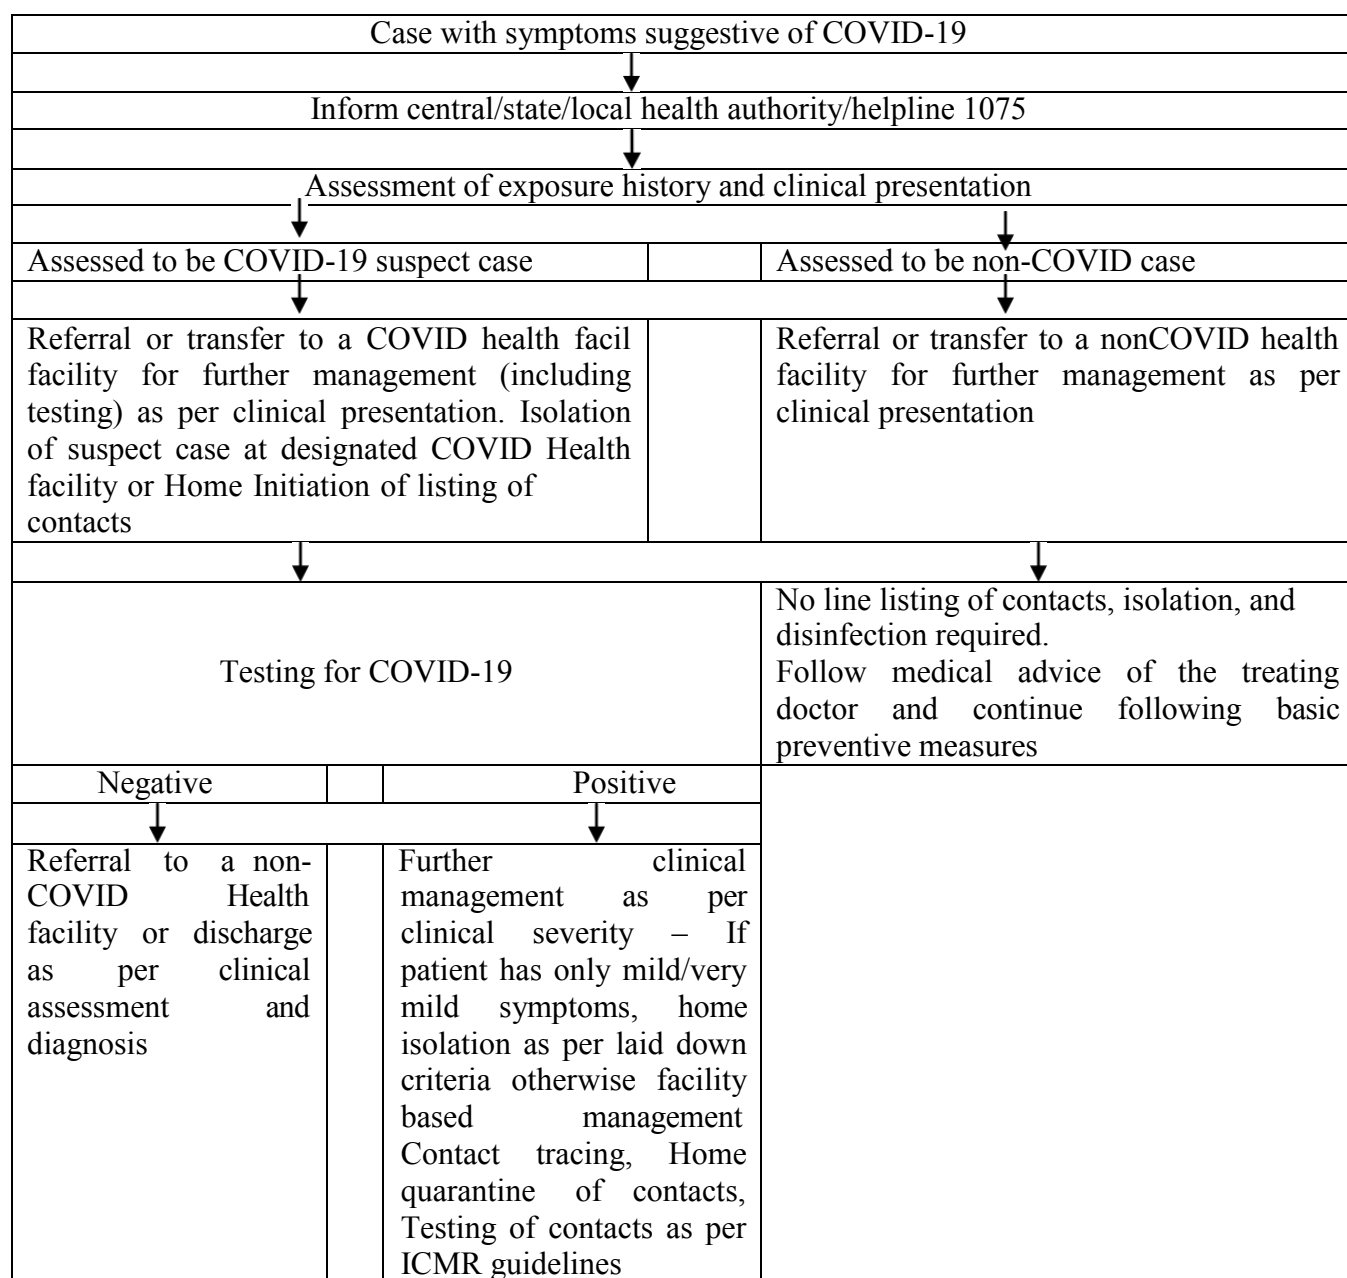 Case with symptoms suggestive of COVID-19
Inform central/state/local health authority/helpline 1075
Assessment of exposure history and clinical presentation
Assessed to be COVID-19 suspect case
Assessed to be non-COVID case
Referral or transfer to a COVID health facil
facility for further management (including
testing) as per clinical presentation. Isolation
of suspect case at designated COVID Health
facility or Home Initiation of listing of
contacts
Referral or transfer to a nonCOVID health
facility for further management as per
clinical presentation
Testing for COVID-19
No line listing of contacts, isolation, and
disinfection required.
Follow medical advice of the treating
doctor and continue following basic
preventive measures
Negative
Positive
Referral to a non-
COVID Health
facility or discharge
as per clinical
assessment and
diagnosis
Further clinical
management as per
clinical severity – If
patient has only mild/very
mild symptoms, home
isolation as per laid down
criteria otherwise facility
based management
Contact tracing, Home
quarantine of contacts,
Testing of contacts as per
ICMR guidelines